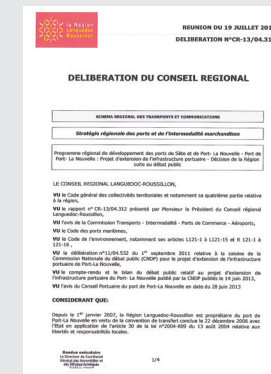 la Région
Languedoc
Roussillon
REUNION DU 19 JUILLET 201
DELIBERATION N°CR-13/04.31
DELIBERATION DU CONSEIL REGIONAL
SCHEMA REGIONAL DES TRANSPORTS ET COMMUNICATIONS
Stratégie régionale des ports et de l'intermodalité marchandises
Programme régional de développement des ports de Sète et de Port- La Nouvelle - Port de
Port- La Nouvelle : Projet d'extension de l'infrastructure portuaire - Décision de la Région
suite au débat public
LE CONSEIL REGIONAL LANGUEDOC-ROUSSILLON,
VU le Code général des collectivités territoriales et notamment sa quatrième partie relative
à la région,
VU le rapport n° CR-13/04.312 présenté par Monsieur le Président du Conseil régional
Languedoc-Roussillon,
VU l'avis de la Commission Transports - Intermodalité - Ports de Commerce - Aéroports,
VU le Code des ports maritimes,
VU le Code de l'environnement, notamment ses articles L121-1 à L121-15 et R 121-1 à
121-16 ,
VU la délibération n°11/04.532 du 1er septembre 2011 relative à la saisine de la
Commission Nationale du débat public (CNDP) pour le projet d'extension de l'infrastructure
portuaire de Port-La Nouvelle,
VU le compte-rendu et le bilan du débat public relatif au projet d'extension de
l'infrastructure portuaire du Port-La Nouvelle publié par la CNDP publiés le 14 juin 2013,
VU l'avis du Conseil Portuaire du port de Port-La Nouvelle en date du 28 juin 2013
CONSIDERANT QUE:
Depuis le 1er janvier 2007, la Région Languedoc-Roussillon est propriétaire du port de
Port-La Nouvelle en vertu de la convention de transfert conclue le 22 décembre 2006 avec
l'Etat en application de l'article 30 de la loi n°2004-809 du 13 août 2004 relative aux
libertés et responsabilités locales.
Rendue exécutoire
1/4